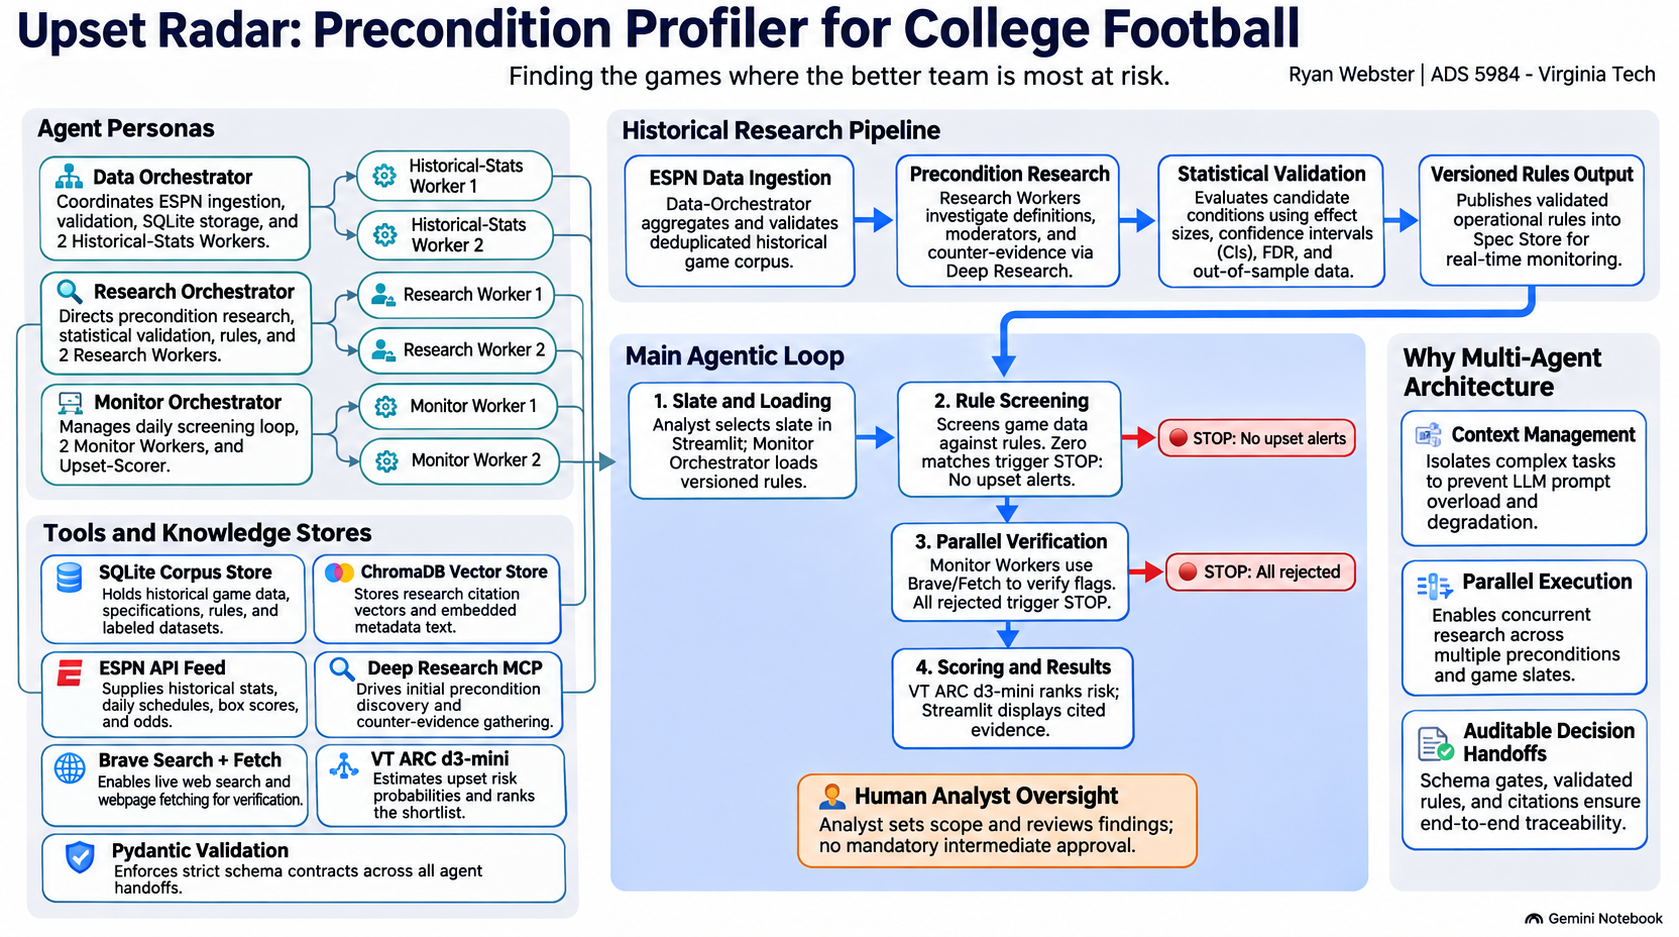 Upset Radar: Precondition Profiler for College Football
Finding the games where the better team is most at risk.
Ryan Webster | ADS 5984 - Virginia Tech
Agent Personas
Data Orchestrator
Coordinates ESPN ingestion,
validation, SQLite storage, and
2 Historical-Stats Workers.
Historical-Stats
Worker 1
Historical-Stats
Worker 2
Research Orchestrator
Directs precondition research,
statistical validation, rules, and
2 Research Workers.
Research Worker 1
Research Worker 2
Monitor Orchestrator
Manages daily screening loop,
2 Monitor Workers, and
Upset-Scorer.
Monitor Worker 1
Monitor Worker 2
Tools and Knowledge Stores
SQLite Corpus Store
Holds historical game data,
specifications, rules, and
labeled datasets.
ChromaDB Vector Store
Stores research citation
vectors and embedded
metadata text.
ESPN API Feed
Supplies historical stats,
daily schedules, box scores,
and odds.
Deep Research MCP
Drives initial precondition
discovery and
counter-evidence gathering.
Brave Search + Fetch
Enables live web search and
webpage fetching for verification.
VT ARC d3-mini
Estimates upset risk
probabilities and ranks
the shortlist.
Pydantic Validation
Enforces strict schema contracts across all agent
handoffs.
Historical Research Pipeline
ESPN Data Ingestion
Data-Orchestrator
aggregates and validates
deduplicated historical
game corpus.
Precondition Research
Research Workers
investigate definitions,
moderators, and
counter-evidence via
Deep Research.
Statistical Validation
Evaluates candidate
conditions using effect
sizes, confidence intervals
(CIs), FDR, and
out-of-sample data.
Versioned Rules Output
Publishes validated
operational rules into
Spec Store for
real-time monitoring.
Main Agentic Loop
1. Slate and Loading
Analyst selects slate in
Streamlit; Monitor
Orchestrator loads
versioned rules.
2. Rule Screening
Screens game data
against rules. Zero
matches trigger STOP:
No upset alerts.
STOP: No upset alerts
3. Parallel Verification
Monitor Workers use
Brave/Fetch to verify flags.
All rejected trigger STOP.
STOP: All rejected
4. Scoring and Results
VT ARC d3-mini ranks risk;
Streamlit displays cited
evidence.
Human Analyst Oversight
Analyst sets scope and reviews findings;
no mandatory intermediate approval.
Why Multi-Agent
Architecture
Context Management
Isolates complex tasks
to prevent LLM prompt
overload and
degradation.
Parallel Execution
Enables concurrent
research across
multiple preconditions
and game slates.
Auditable Decision
Handoffs
Schema gates, validated
rules, and citations ensure
end-to-end traceability.
Gemini Notebook